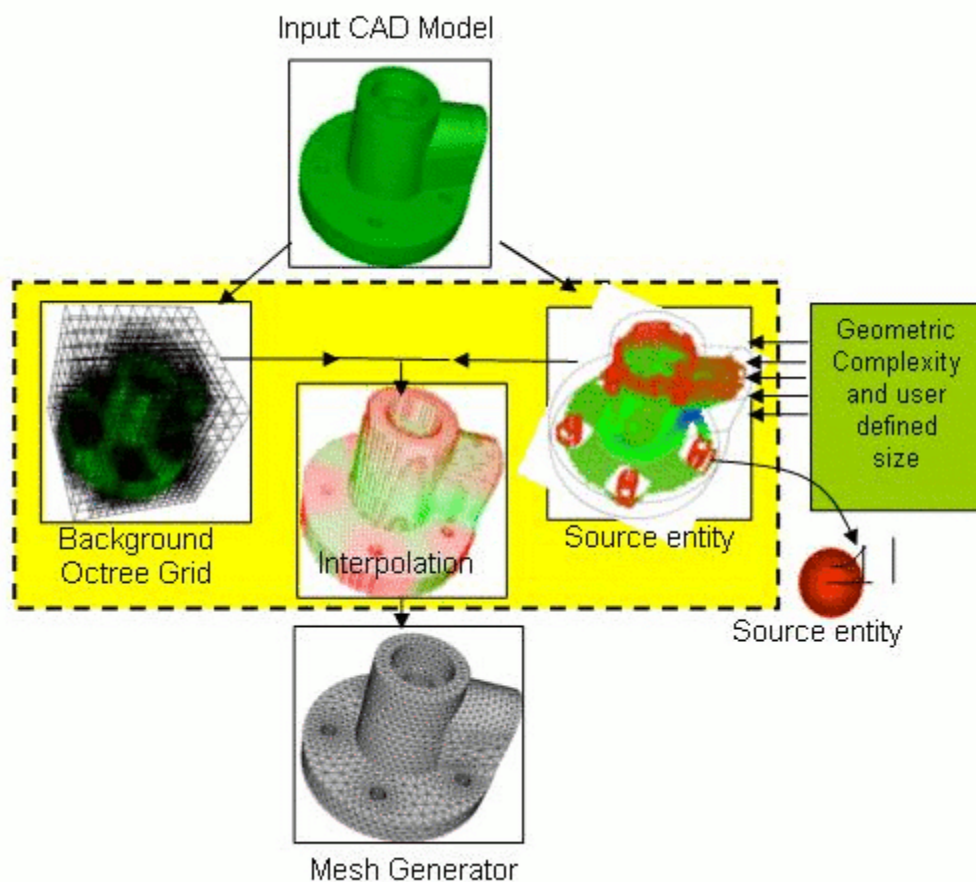 Input CAD Model
Geometric
Complexity
and user
defined
size
Background
Octree Grid
Interpolation
Source entity
Source entity
Mesh Generator